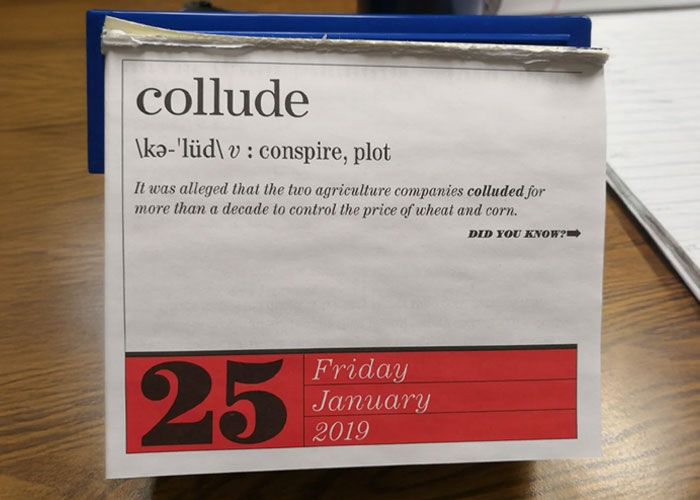 collude
\kə-ˈlüd\ v : conspire, plot
It was alleged that the two agriculture companies colluded for
more than a decade to control the price of wheat and corn.
DID YOU KNOW?➡
25
Friday
January
2019